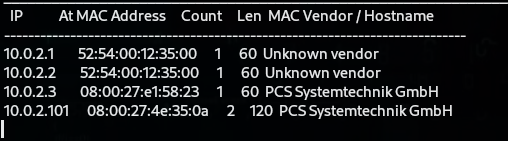 IP At MAC Address Count Len MAC Vendor / Hostname
-----------------------------------------------------------------------------
10.0.2.1 52:54:00:12:35:00 1 60 Unknown vendor
10.0.2.2 52:54:00:12:35:00 1 60 Unknown vendor
10.0.2.3 08:00:27:e1:58:23 1 60 PCS Systemtechnik GmbH
10.0.2.101 08:00:27:4e:35:0a 2 120 PCS Systemtechnik GmbH